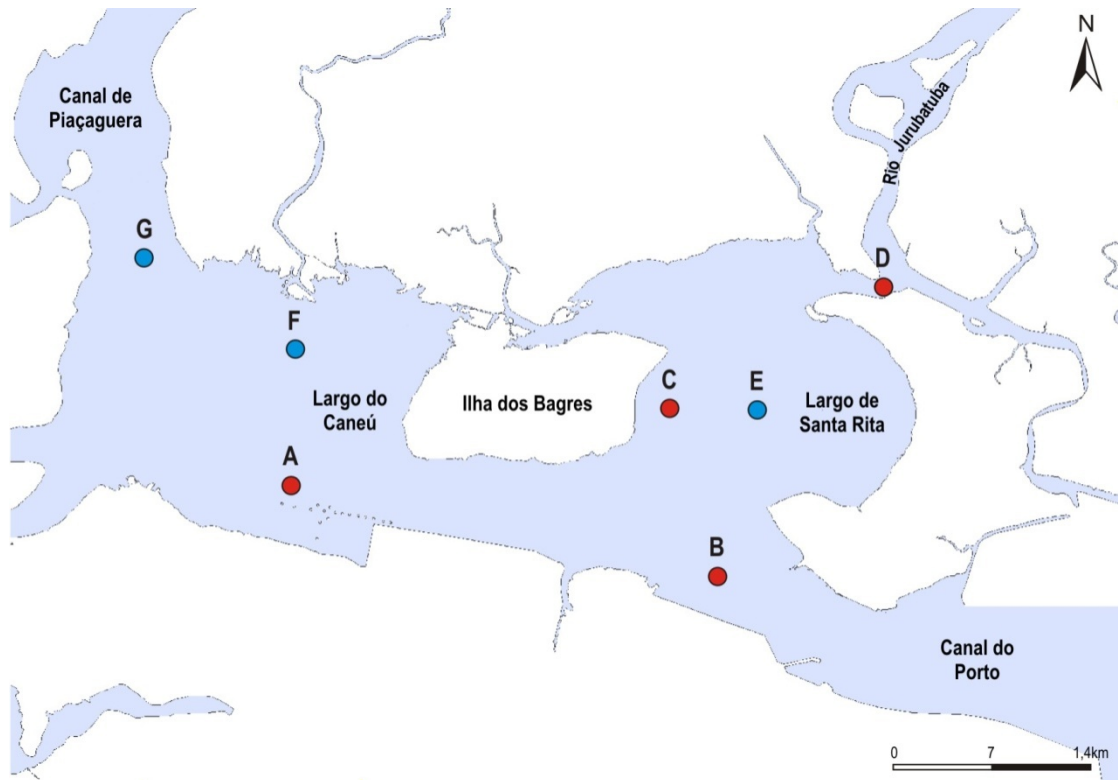 N
Canal de
Piaçaguera
Rio Jurubatuba
G
D
F
C
E
Largo do
Caneú
Ilha dos Bagres
Largo de
Santa Rita
A
B
Canal do
Porto
0 7 1,4km